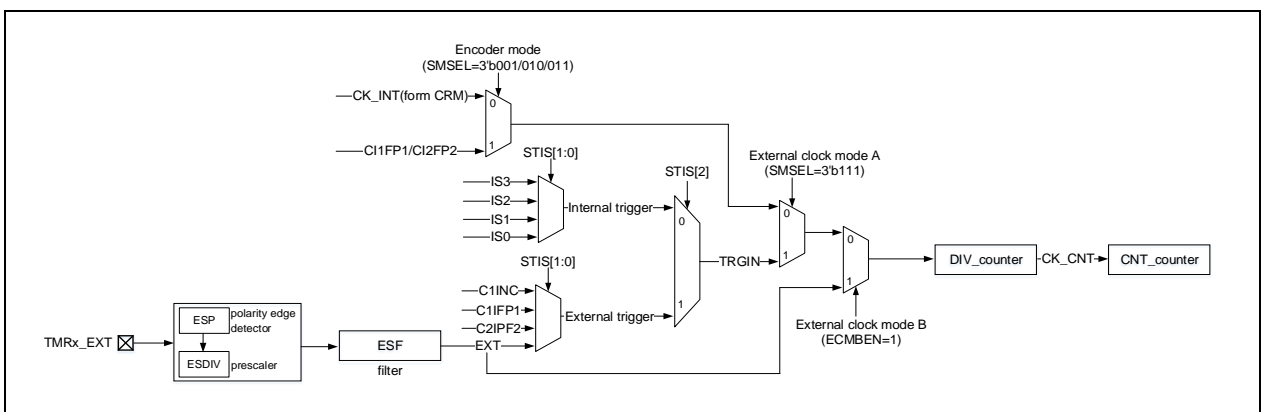 Encoder mode
(SMSEL=3'b001/010/011)
CK_INT(form CRM)
0
1
CI1FP1/CI2FP2
STIS[1:0]
IS3
IS2
IS1
IS0
Internal trigger
STIS[2]
0
1
External clock mode A
(SMSEL=3'b111)
0
1
TRGIN
0
1
DIV_counter
CK_CNT
CNT_counter
STIS[1:0]
C1INC
C1IFP1
C2IPF2
EXT
External trigger
External clock mode B
(ECMBEN=1)
TMRx_EXT
ESP
polarity edge
detector
ESDIV
prescaler
ESF
filter